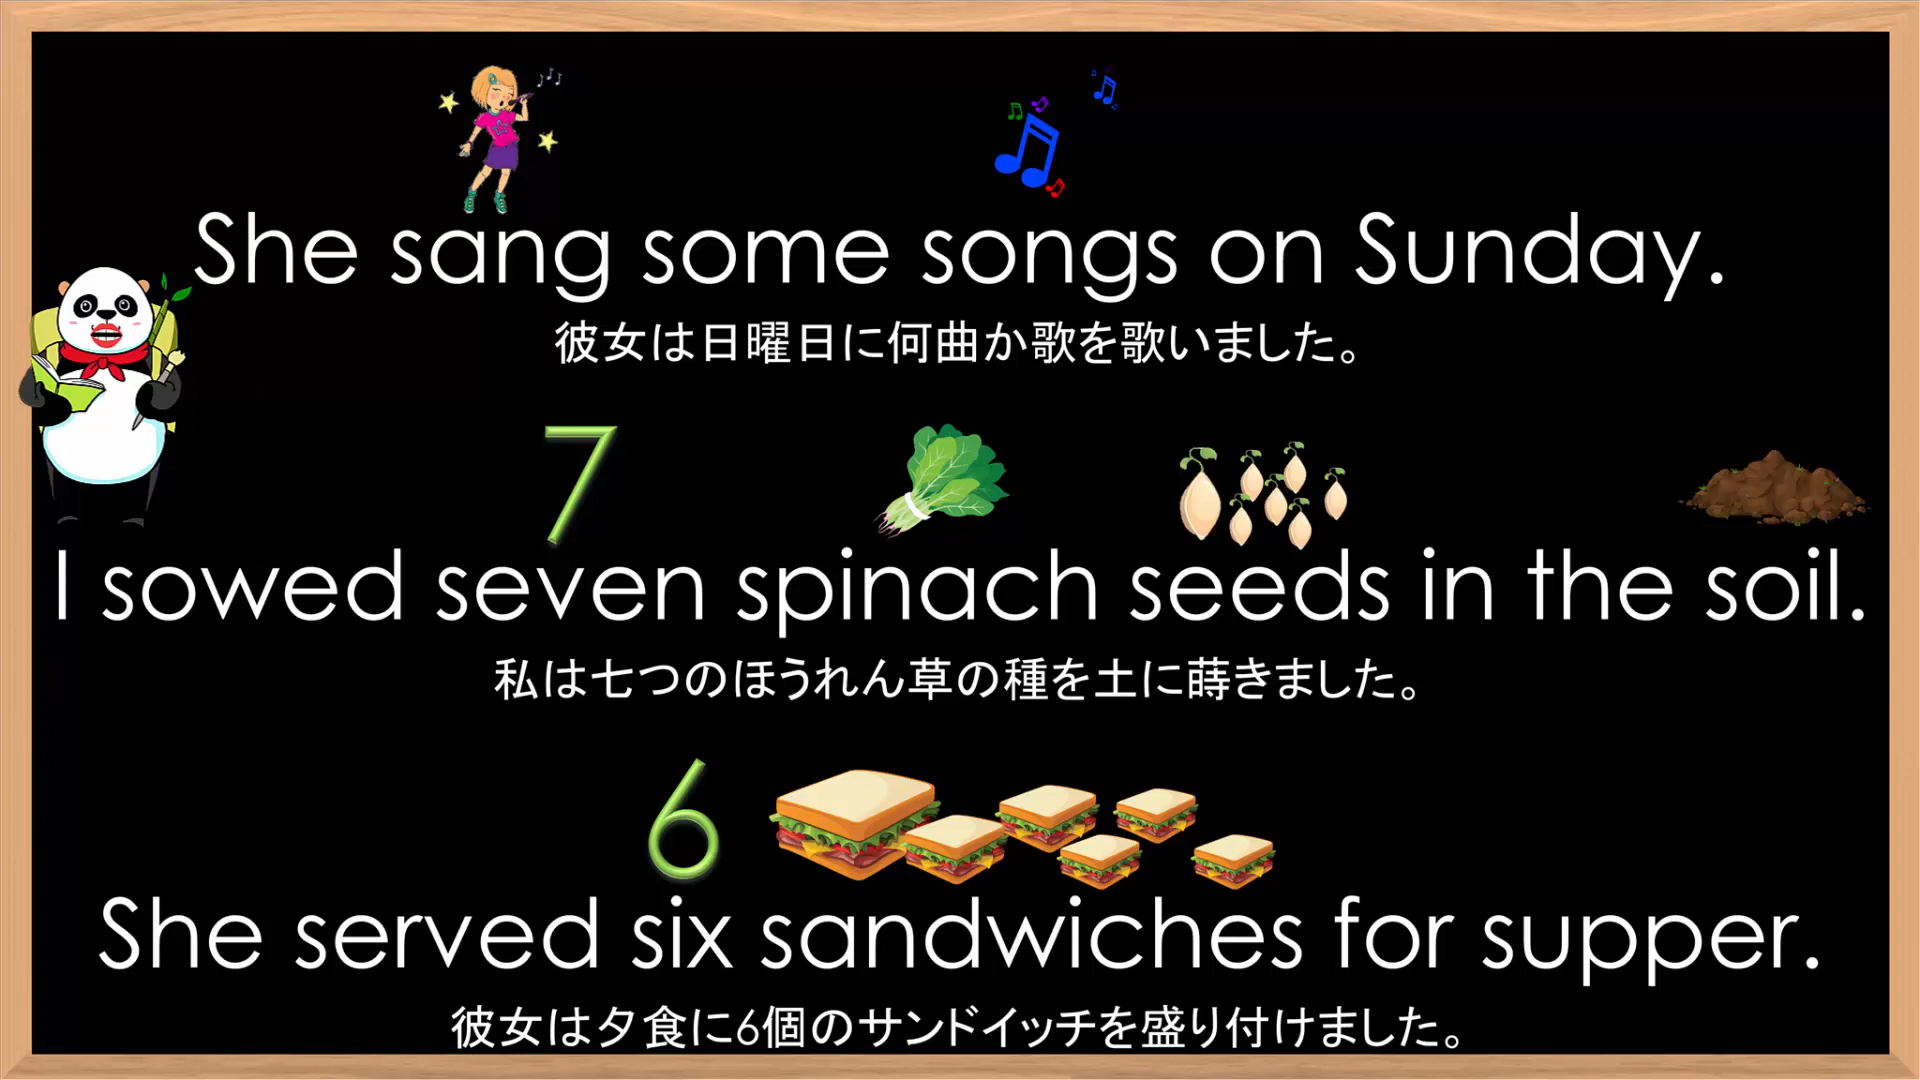 She sang some songs on Sunday.
彼女は日曜日に何曲か歌を歌いました。
7
I sowed seven spinach seeds in the soil.
私は七つのほうれん草の種を土に蒔きました。
6
She served six sandwiches for supper.
彼女は夕食に6個のサンドイッチを盛り付けました。